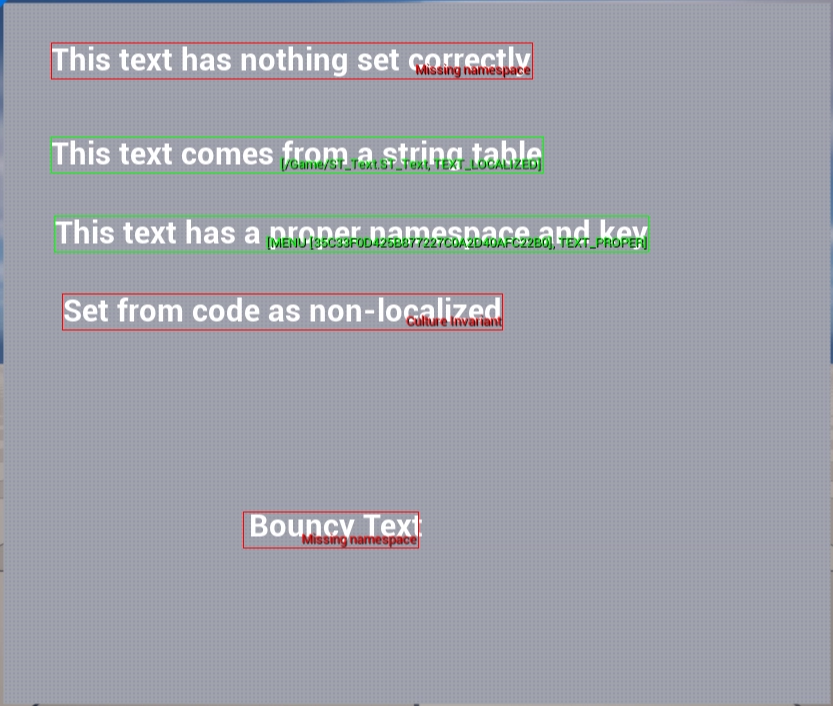 This text has nothing set correctly
Missing namespace
This text comes from a string table
[/Game/ST_Text.ST_Text, TEXT_LOCALIZED]
This text has a proper namespace and key
[MENU [35C33F0D425B877227C0A2D40AFC22B0], TEXT_PROPER]
Set from code as non-localized
Culture Invariant
Bouncy Text
Missing namespace